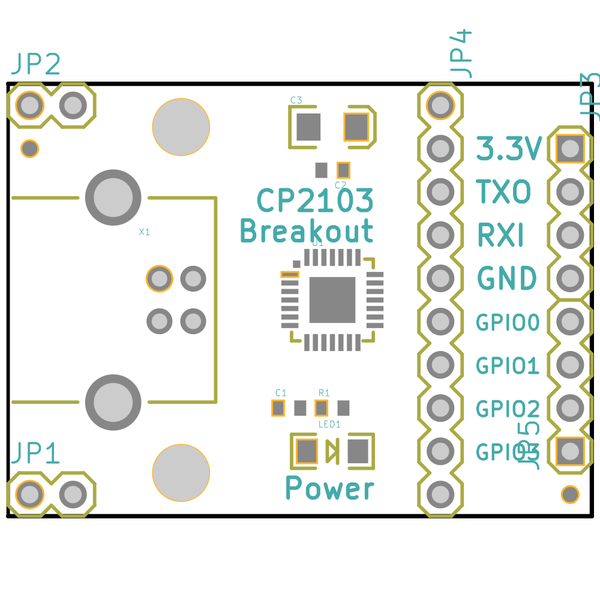 JP4
JP2
JP3
C3
3.3V
C2
CP2103
TXO
X1
Breakout
RXI
U1
GND
GPIO0
GPIO1
C1
R1
GPIO2
LED1
JP1
JP5
GPIO3
Power